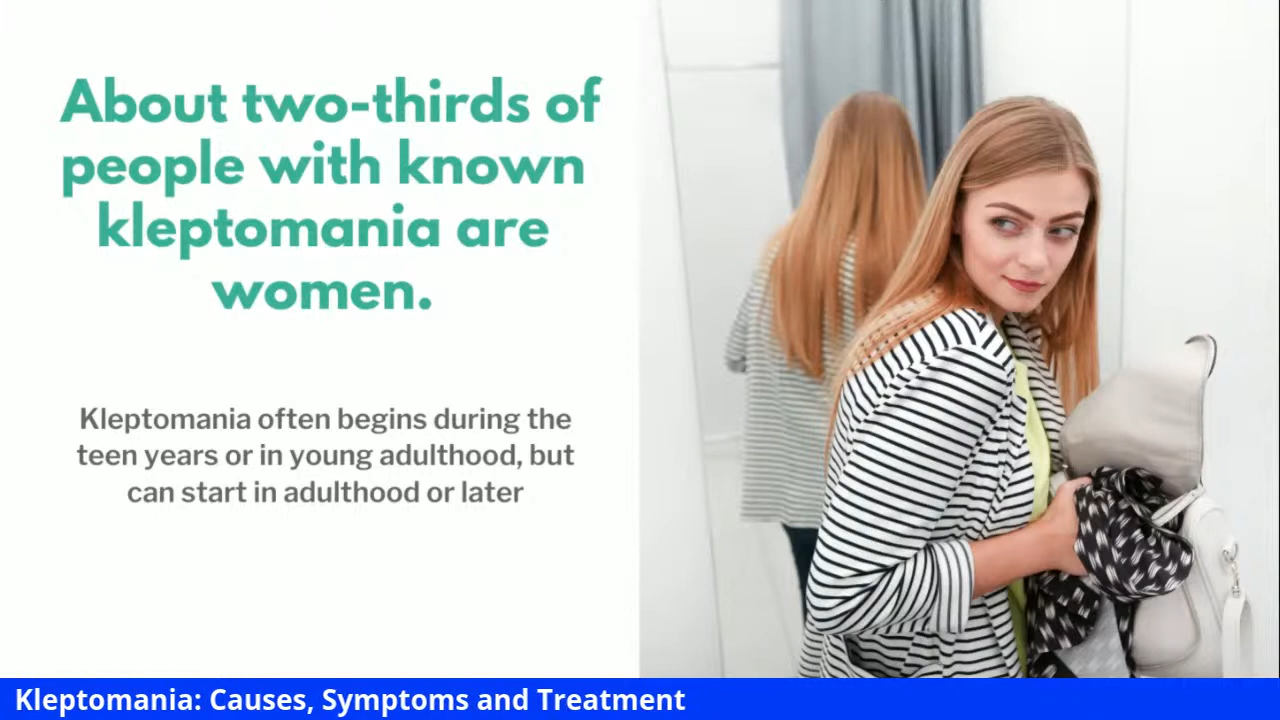 About two-thirds of
people with known
kleptomania are
women.
Kleptomania often begins during the
teen years or in young adulthood, but
can start in adulthood or later
Kleptomania: Causes, Symptoms and Treatment